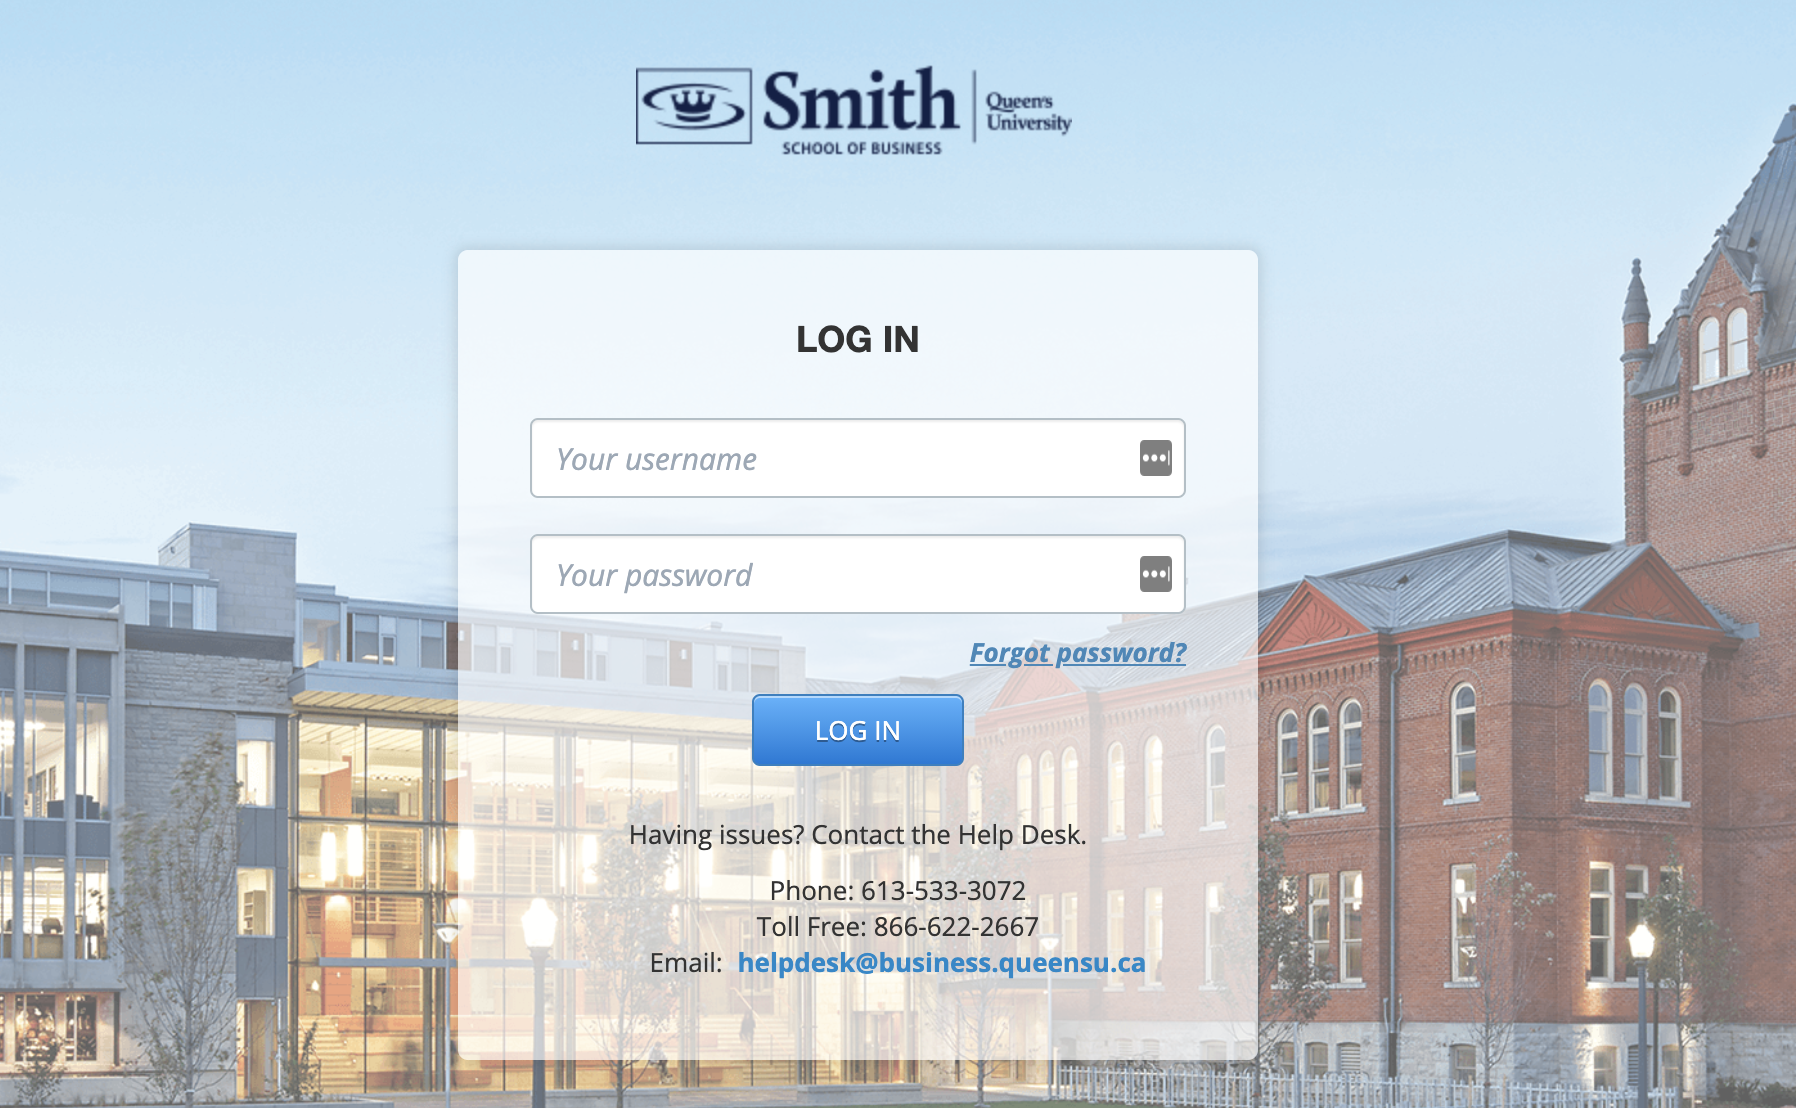 Smith
SCHOOL OF BUSINESS
Queen's
University
LOG IN
Your username
Your password
Forgot password?
LOG IN
Having issues? Contact the Help Desk.
Phone: 613-533-3072
Toll Free: 866-622-2667
Email: helpdesk@business.queensu.ca